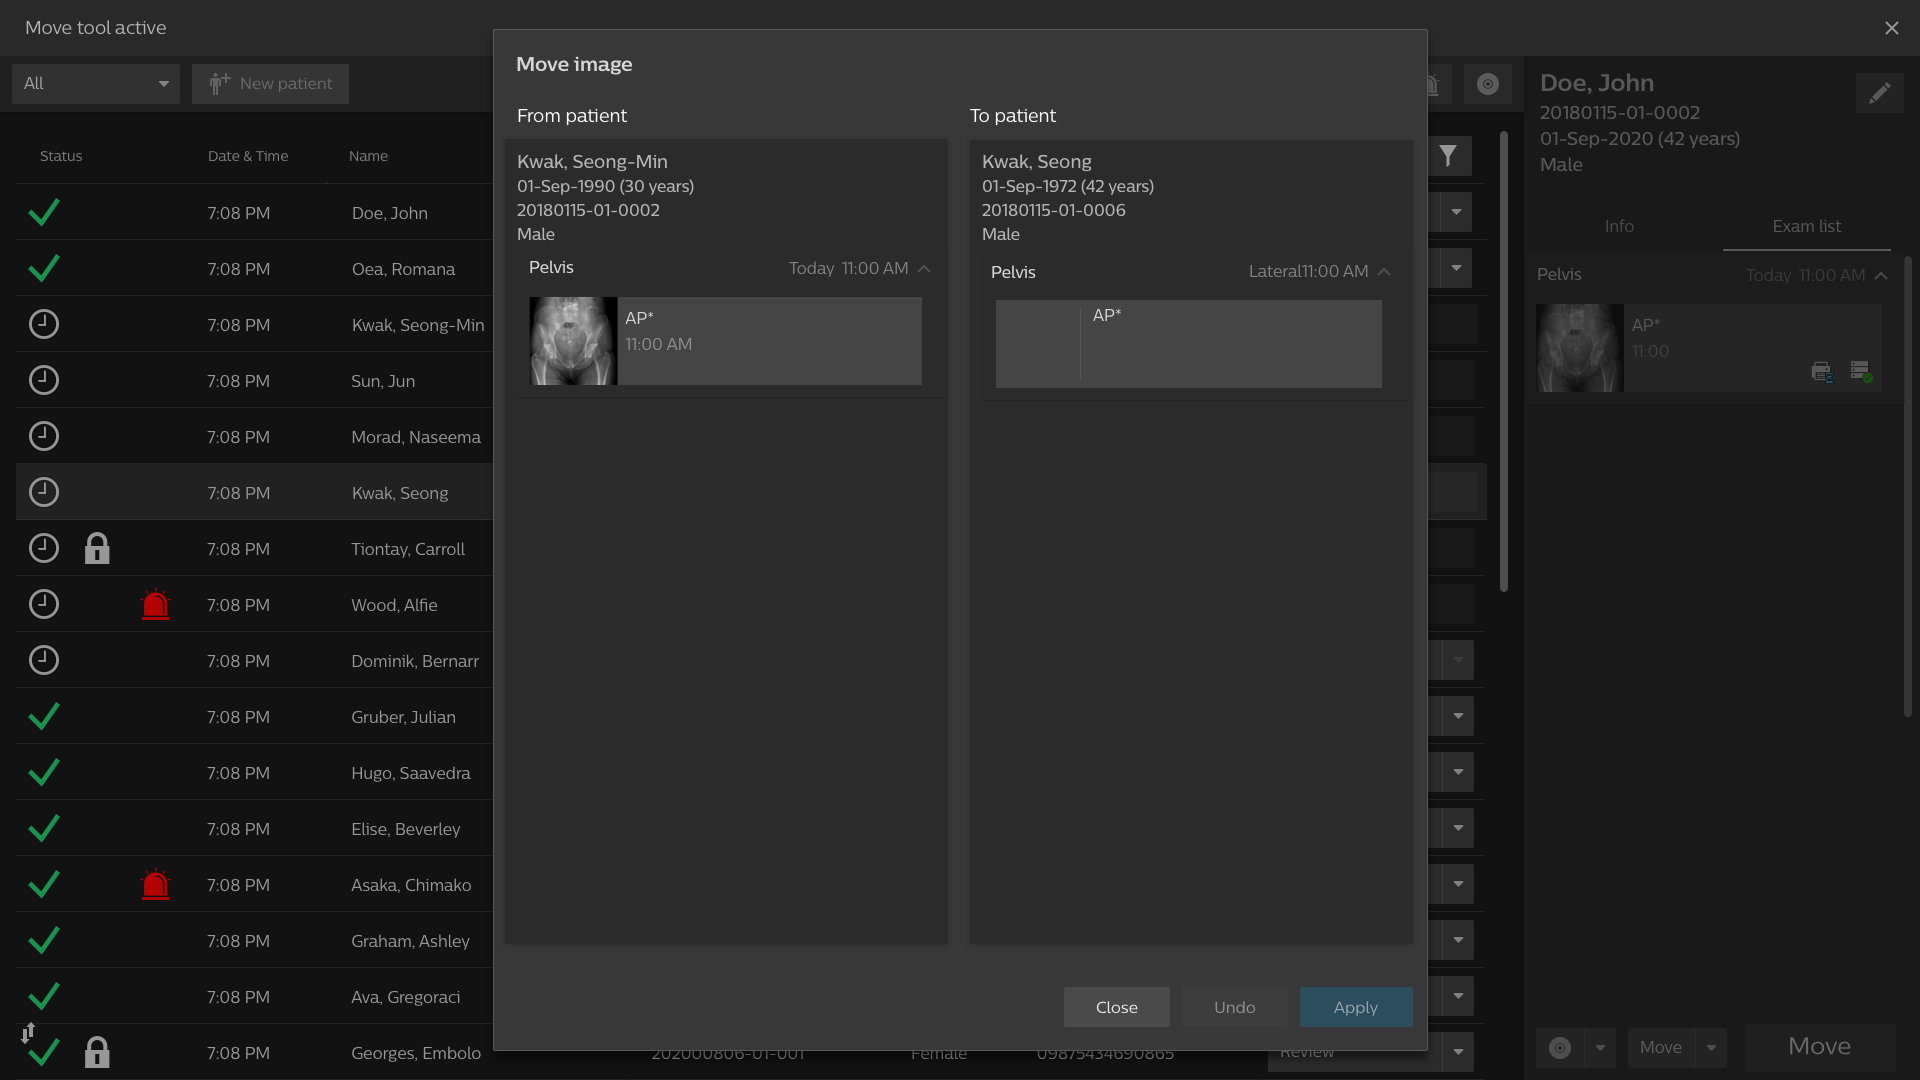 Move tool active
All
New patient
Status
Date & Time
Name
7:08 PM
Doe, John
7:08 PM
Oea, Romana
7:08 PM
Kwak, Seong-Min
7:08 PM
Sun, Jun
7:08 PM
Morad, Naseema
7:08 PM
Kwak, Seong
7:08 PM
Tiontay, Carroll
7:08 PM
Wood, Alfie
7:08 PM
Dominik, Bernarr
7:08 PM
Gruber, Julian
7:08 PM
Hugo, Saavedra
7:08 PM
Elise, Beverley
7:08 PM
Asaka, Chimako
7:08 PM
Graham, Ashley
7:08 PM
Ava, Gregoraci
7:08 PM
Georges, Embolo
202000806-01-001
Female
09875434690865
Review
Move image
From patient
Kwak, Seong-Min
01-Sep-1990 (30 years)
20180115-01-0002
Male
Pelvis
Today 11:00 AM
AP*
11:00 AM
To patient
Kwak, Seong
01-Sep-1972 (42 years)
20180115-01-0006
Male
Pelvis
Lateral11:00 AM
AP*
Close
Undo
Apply
Doe, John
20180115-01-0002
01-Sep-2020 (42 years)
Male
Info
Exam list
Pelvis
Today 11:00 AM
AP*
11:00
Move
Move